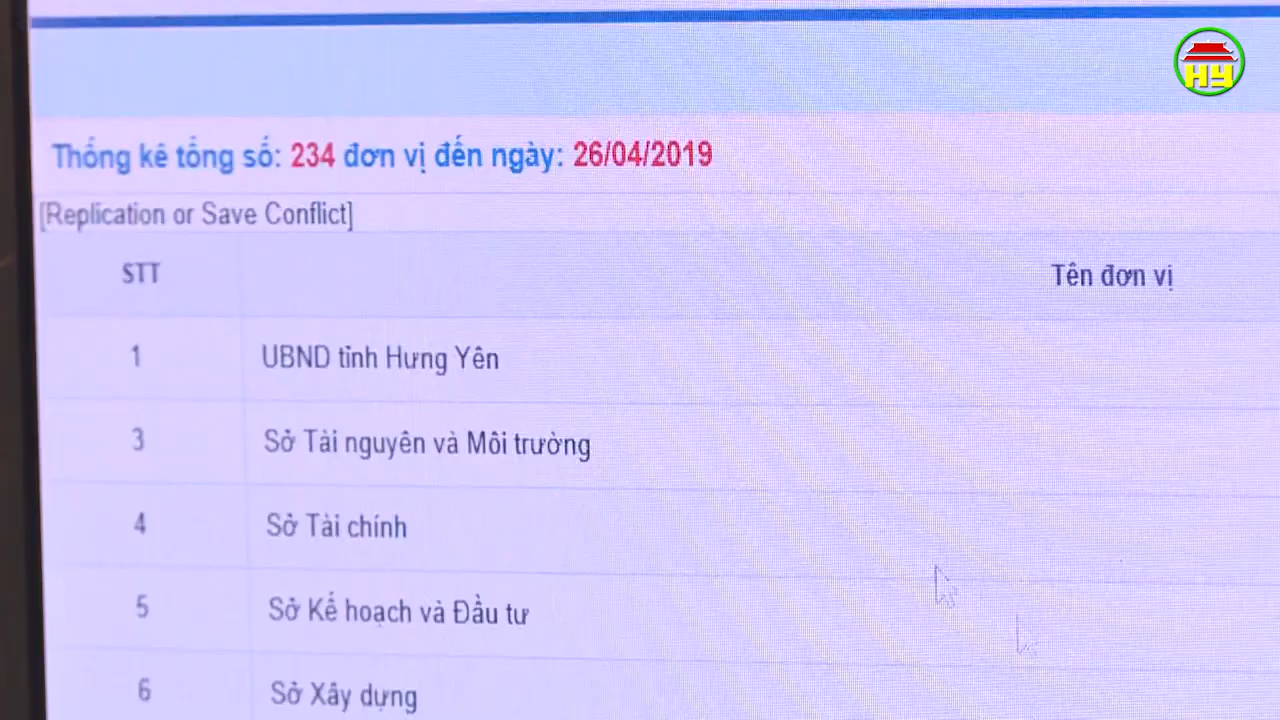 HY
Thống kê tổng số: 234 đơn vị đến ngày: 26/04/2019
[Replication or Save Conflict]
STT Tên đơn vị
1 UBND tỉnh Hưng Yên
3 Sở Tài nguyên và Môi trường
4 Sở Tài chính
5 Sở Kế hoạch và Đầu tư
6 Sở Xây dựng